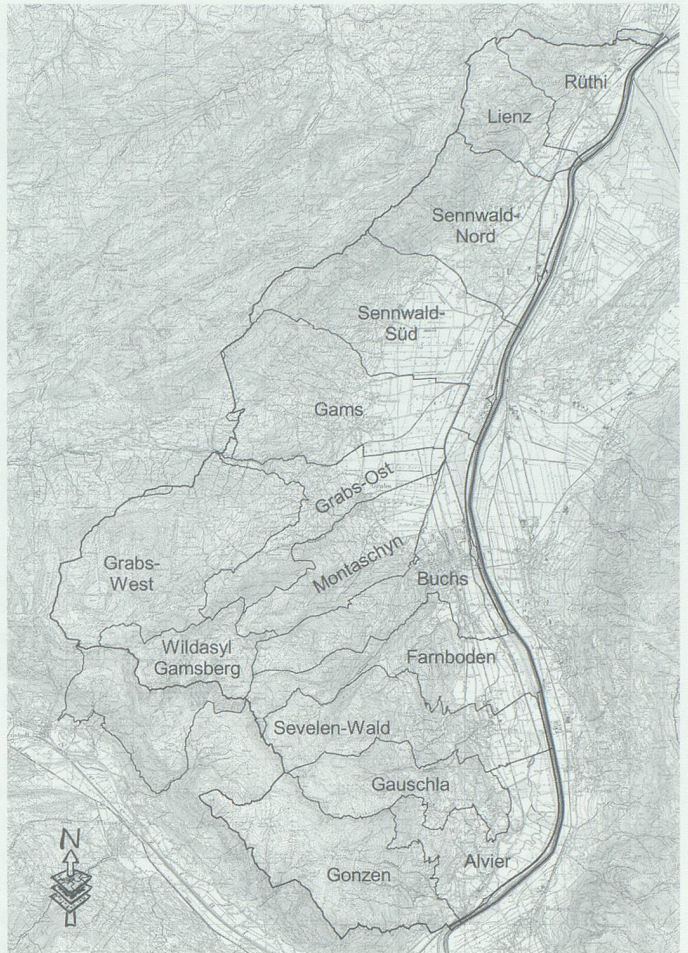 Rüthi
Lienz
Sennwald-
Nord
Sennwald-
Süd
Gams
Grabs-Ost
Grabs-
West
Montaschyn
Buchs
Wildasyl
Gamsberg
Farnboden
Sevelen-Wald
Gauschla
Alvier
Gonzen
N